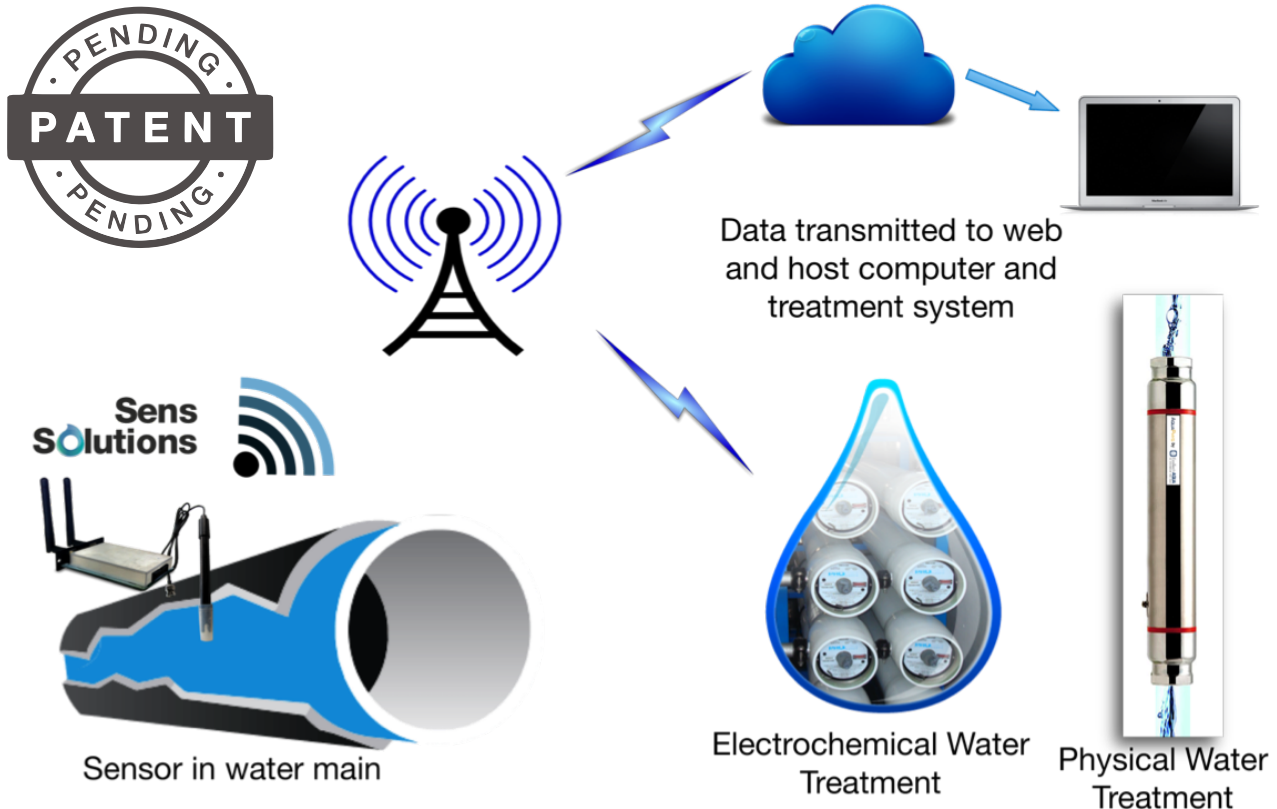 PENDING
PATENT
PENDING
Data transmitted to web
and host computer and
treatment system
Sens
Solutions
Sensor in water main
Electrochemical Water
Treatment
Physical Water
Treatment